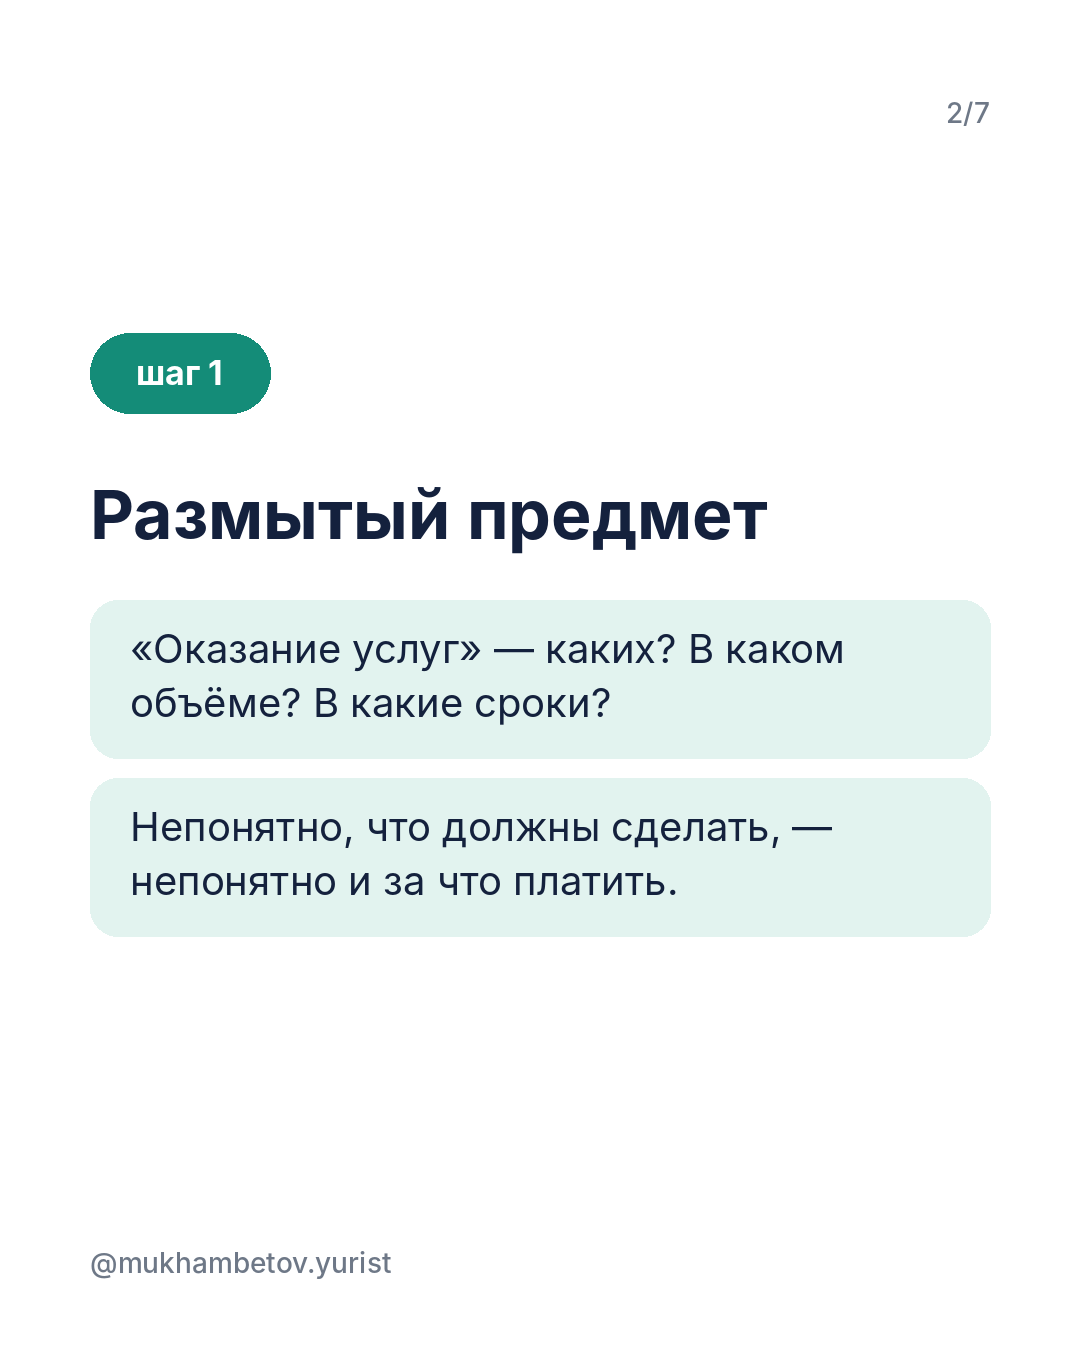 2/7
шаг 1
Размытый предмет
«Оказание услуг» — каких? В каком
объёме? В какие сроки?
Непонятно, что должны сделать, —
непонятно и за что платить.
@mukhambetov.yurist